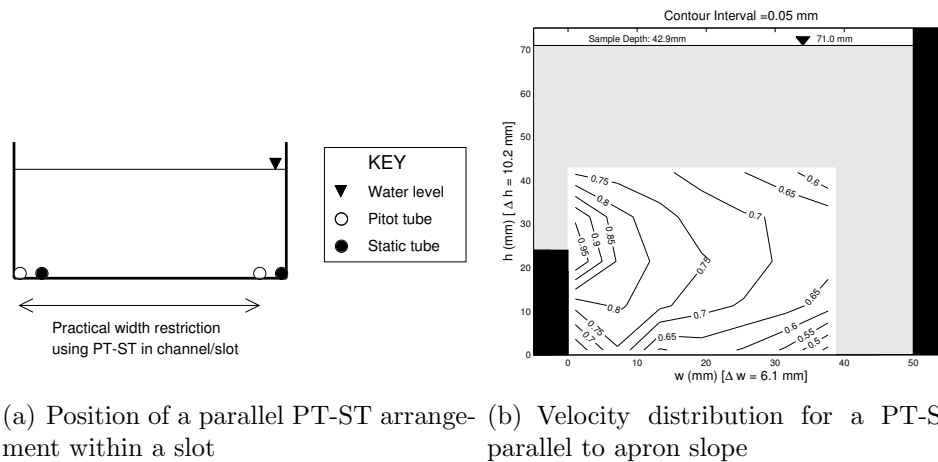 KEY
Water level
Pitot tube
Static tube
Practical width restriction
using PT-ST in channel/slot
(a) Position of a parallel PT-ST arrange-
ment within a slot
Contour Interval =0.05 mm
Sample Depth: 42.9mm
71.0 mm
70
60
50
40
30
20
10
0
h (mm) [ Δ h = 10.2 mm]
0.75
0.8
0.85
0.9
0.95
0.6
0.65
0.7
0.75
0.8
0.7
0.65
0.75
0.7
0.65
0.6
0.55
0.5
0
10
20
30
40
50
w (mm) [Δ w = 6.1 mm]
(b) Velocity distribution for a PT-S
parallel to apron slope